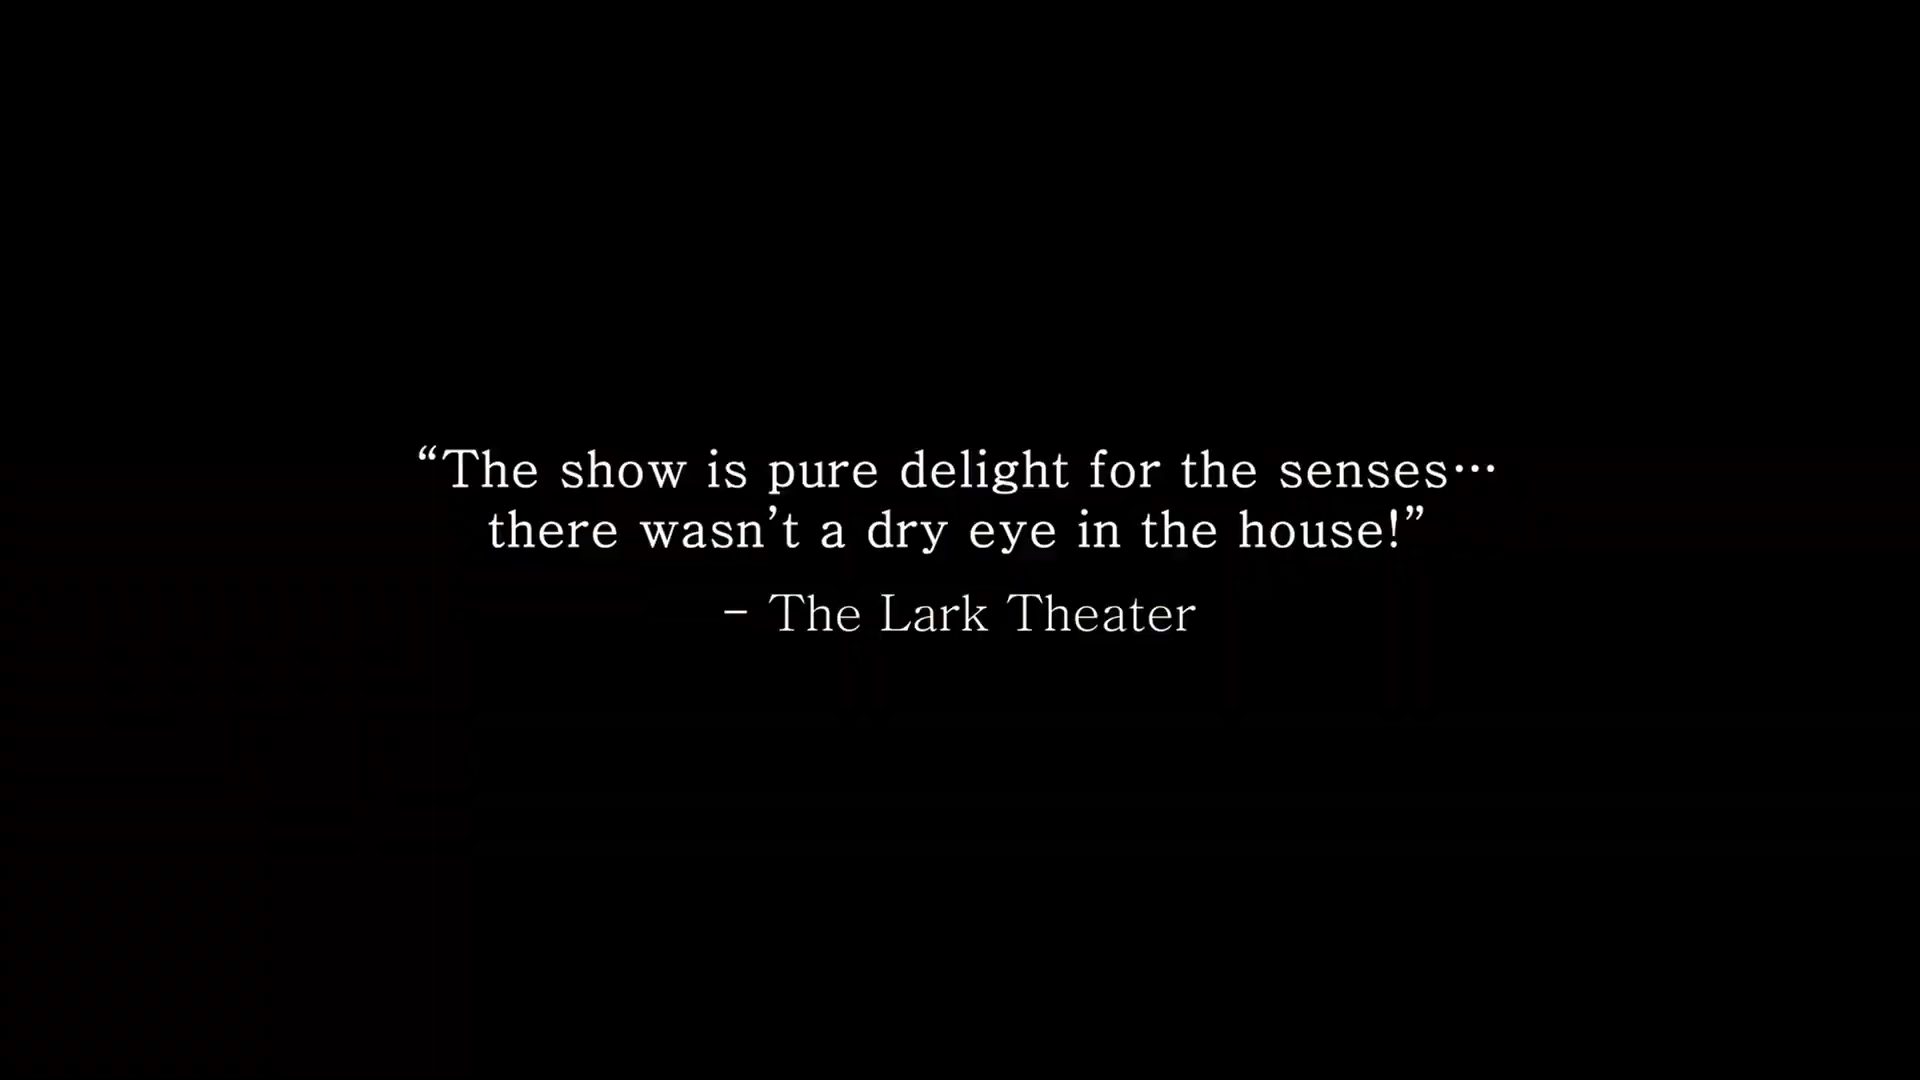 “The show is pure delight for the senses…
there wasn’t a dry eye in the house!”
– The Lark Theater